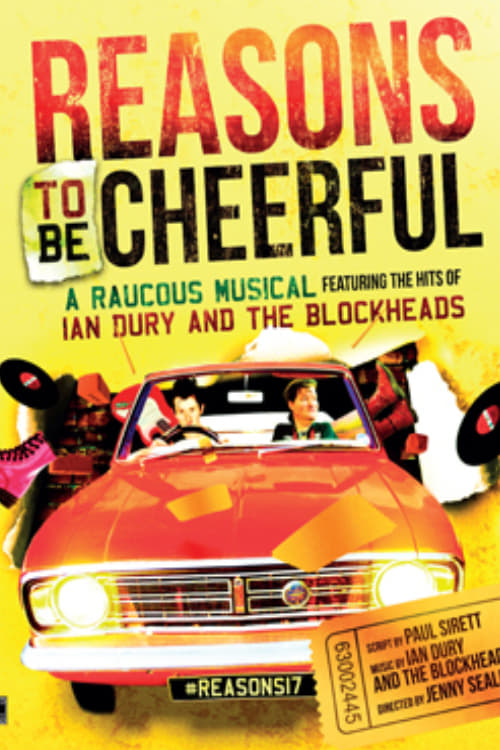 REASONS
TO
BE CHEERFUL
A RAUCOUS MUSICAL FEATURING THE HITS OF
IAN DURY AND THE BLOCKHEADS
#REASONS17
63002445
SCRIPT BY PAUL SIRETT
MUSIC BY IAN DURY
AND THE BLOCKHEAD
DIRECTED BY JENNY SEAL